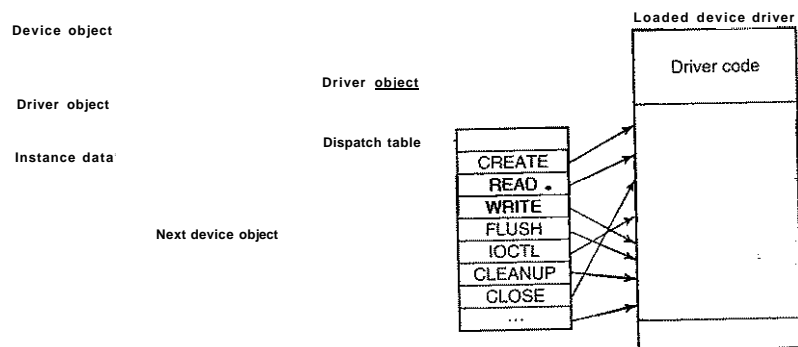 Loaded device driver
Device object
Driver code
Driver object
Driver object
Dispatch table
Instance data
CREATE
READ
WRITE
Next device object
FLUSH
IOCTL
CLEANUP
CLOSE
...